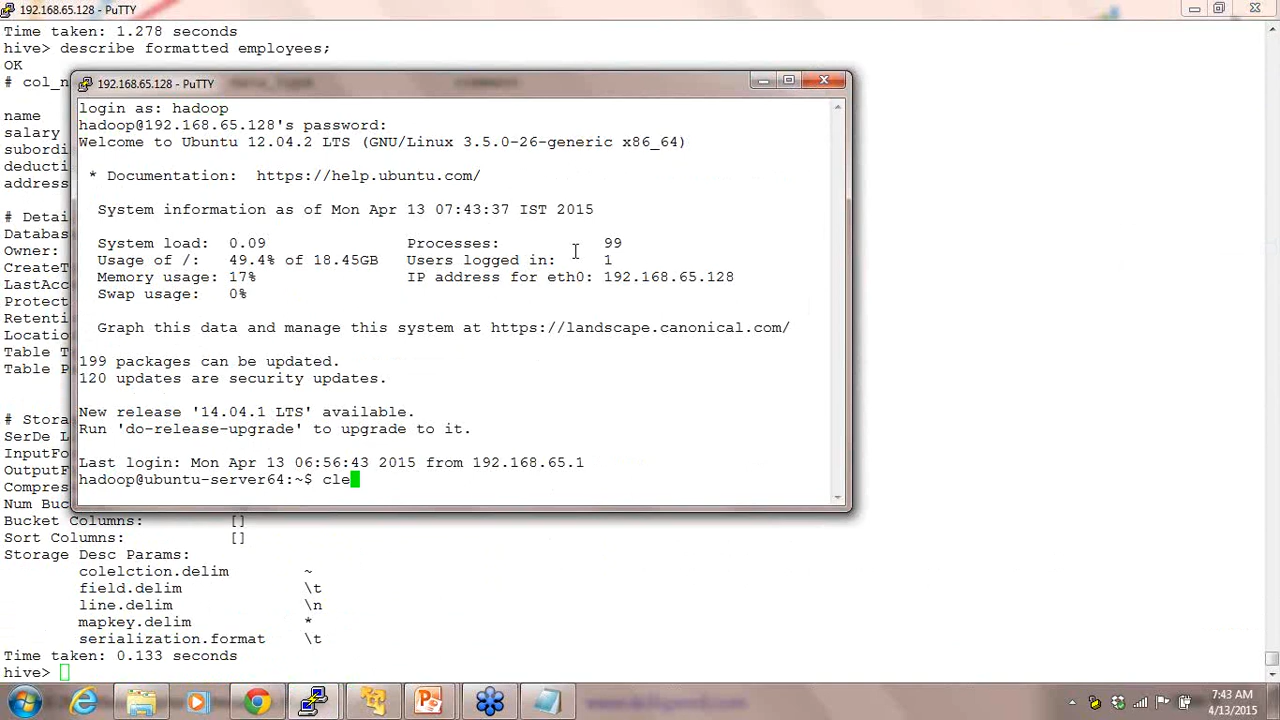 192.168.65.128 - PuTTY
Time taken: 1.278 seconds
hive> describe formatted employees;
OK
# col_n
name
salary
subordi
deducti
address
# Detai
Databas
Owner:
CreateT
LastAcc
Protect
Retenti
Locatio
Table T
Table P
# Stora
SerDe L
InputFo
OutputF
Compres
Num Buc
Bucket Columns: []
Sort Columns: []
Storage Desc Params:
colelction.delim ~
field.delim \t
line.delim \n
mapkey.delim *
serialization.format \t
Time taken: 0.133 seconds
hive>
192.168.65.128 - PuTTY
login as: hadoop
hadoop@192.168.65.128's password:
Welcome to Ubuntu 12.04.2 LTS (GNU/Linux 3.5.0-26-generic x86_64)
* Documentation: https://help.ubuntu.com/
System information as of Mon Apr 13 07:43:37 IST 2015
System load: 0.09 Processes: 99
Usage of /: 49.4% of 18.45GB Users logged in: 1
Memory usage: 17% IP address for eth0: 192.168.65.128
Swap usage: 0%
Graph this data and manage this system at https://landscape.canonical.com/
199 packages can be updated.
120 updates are security updates.
New release '14.04.1 LTS' available.
Run 'do-release-upgrade' to upgrade to it.
Last login: Mon Apr 13 06:56:43 2015 from 192.168.65.1
hadoop@ubuntu-server64:~$ cle
7:43 AM
4/13/2015